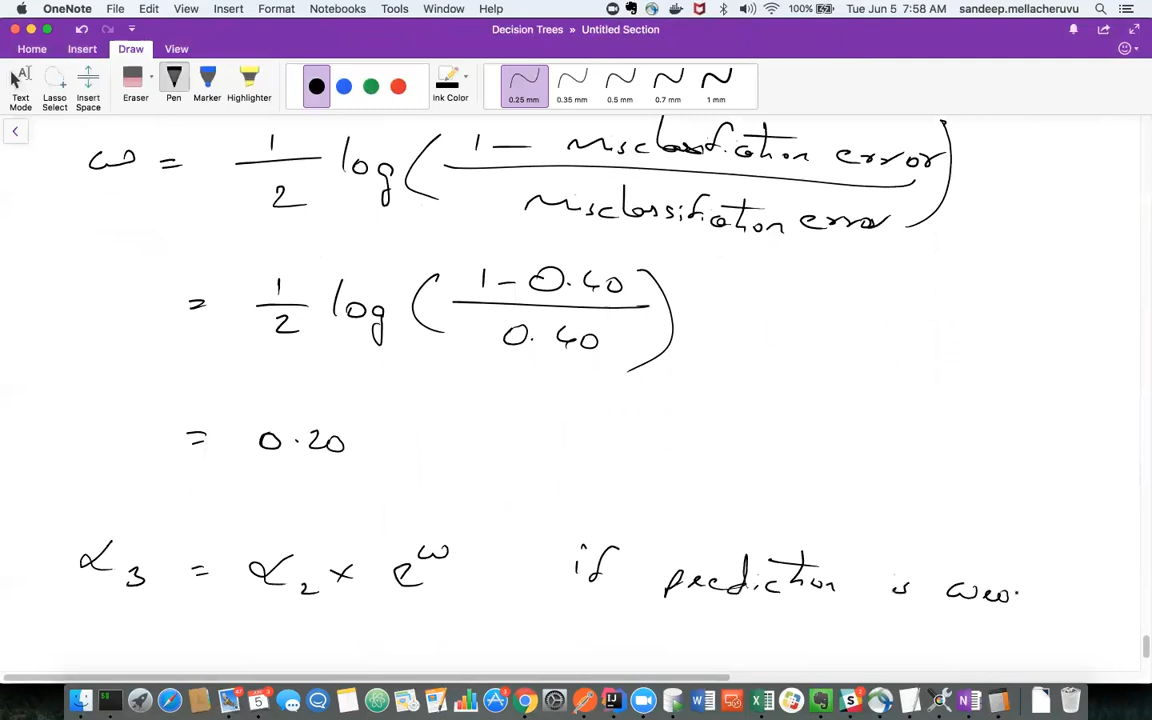 OneNote File Edit View Insert Format Notebooks Tools Window Help 100% Tue Jun 5 7:58 AM sandeep.mellacheruvu
Decision Trees » Untitled Section
Home Insert Draw View
Text Mode Lasso Select Insert Space Eraser Pen Marker Highlighter Ink Color 0.25 mm 0.35 mm 0.5 mm 0.7 mm 1 mm
ω = 1/2 log( (1 - misclassifiation error) / misclassification error )
= 1/2 log( (1 - 0.40) / 0.40 )
= 0.20
α3 = α2 × e^ω if prediction is wro